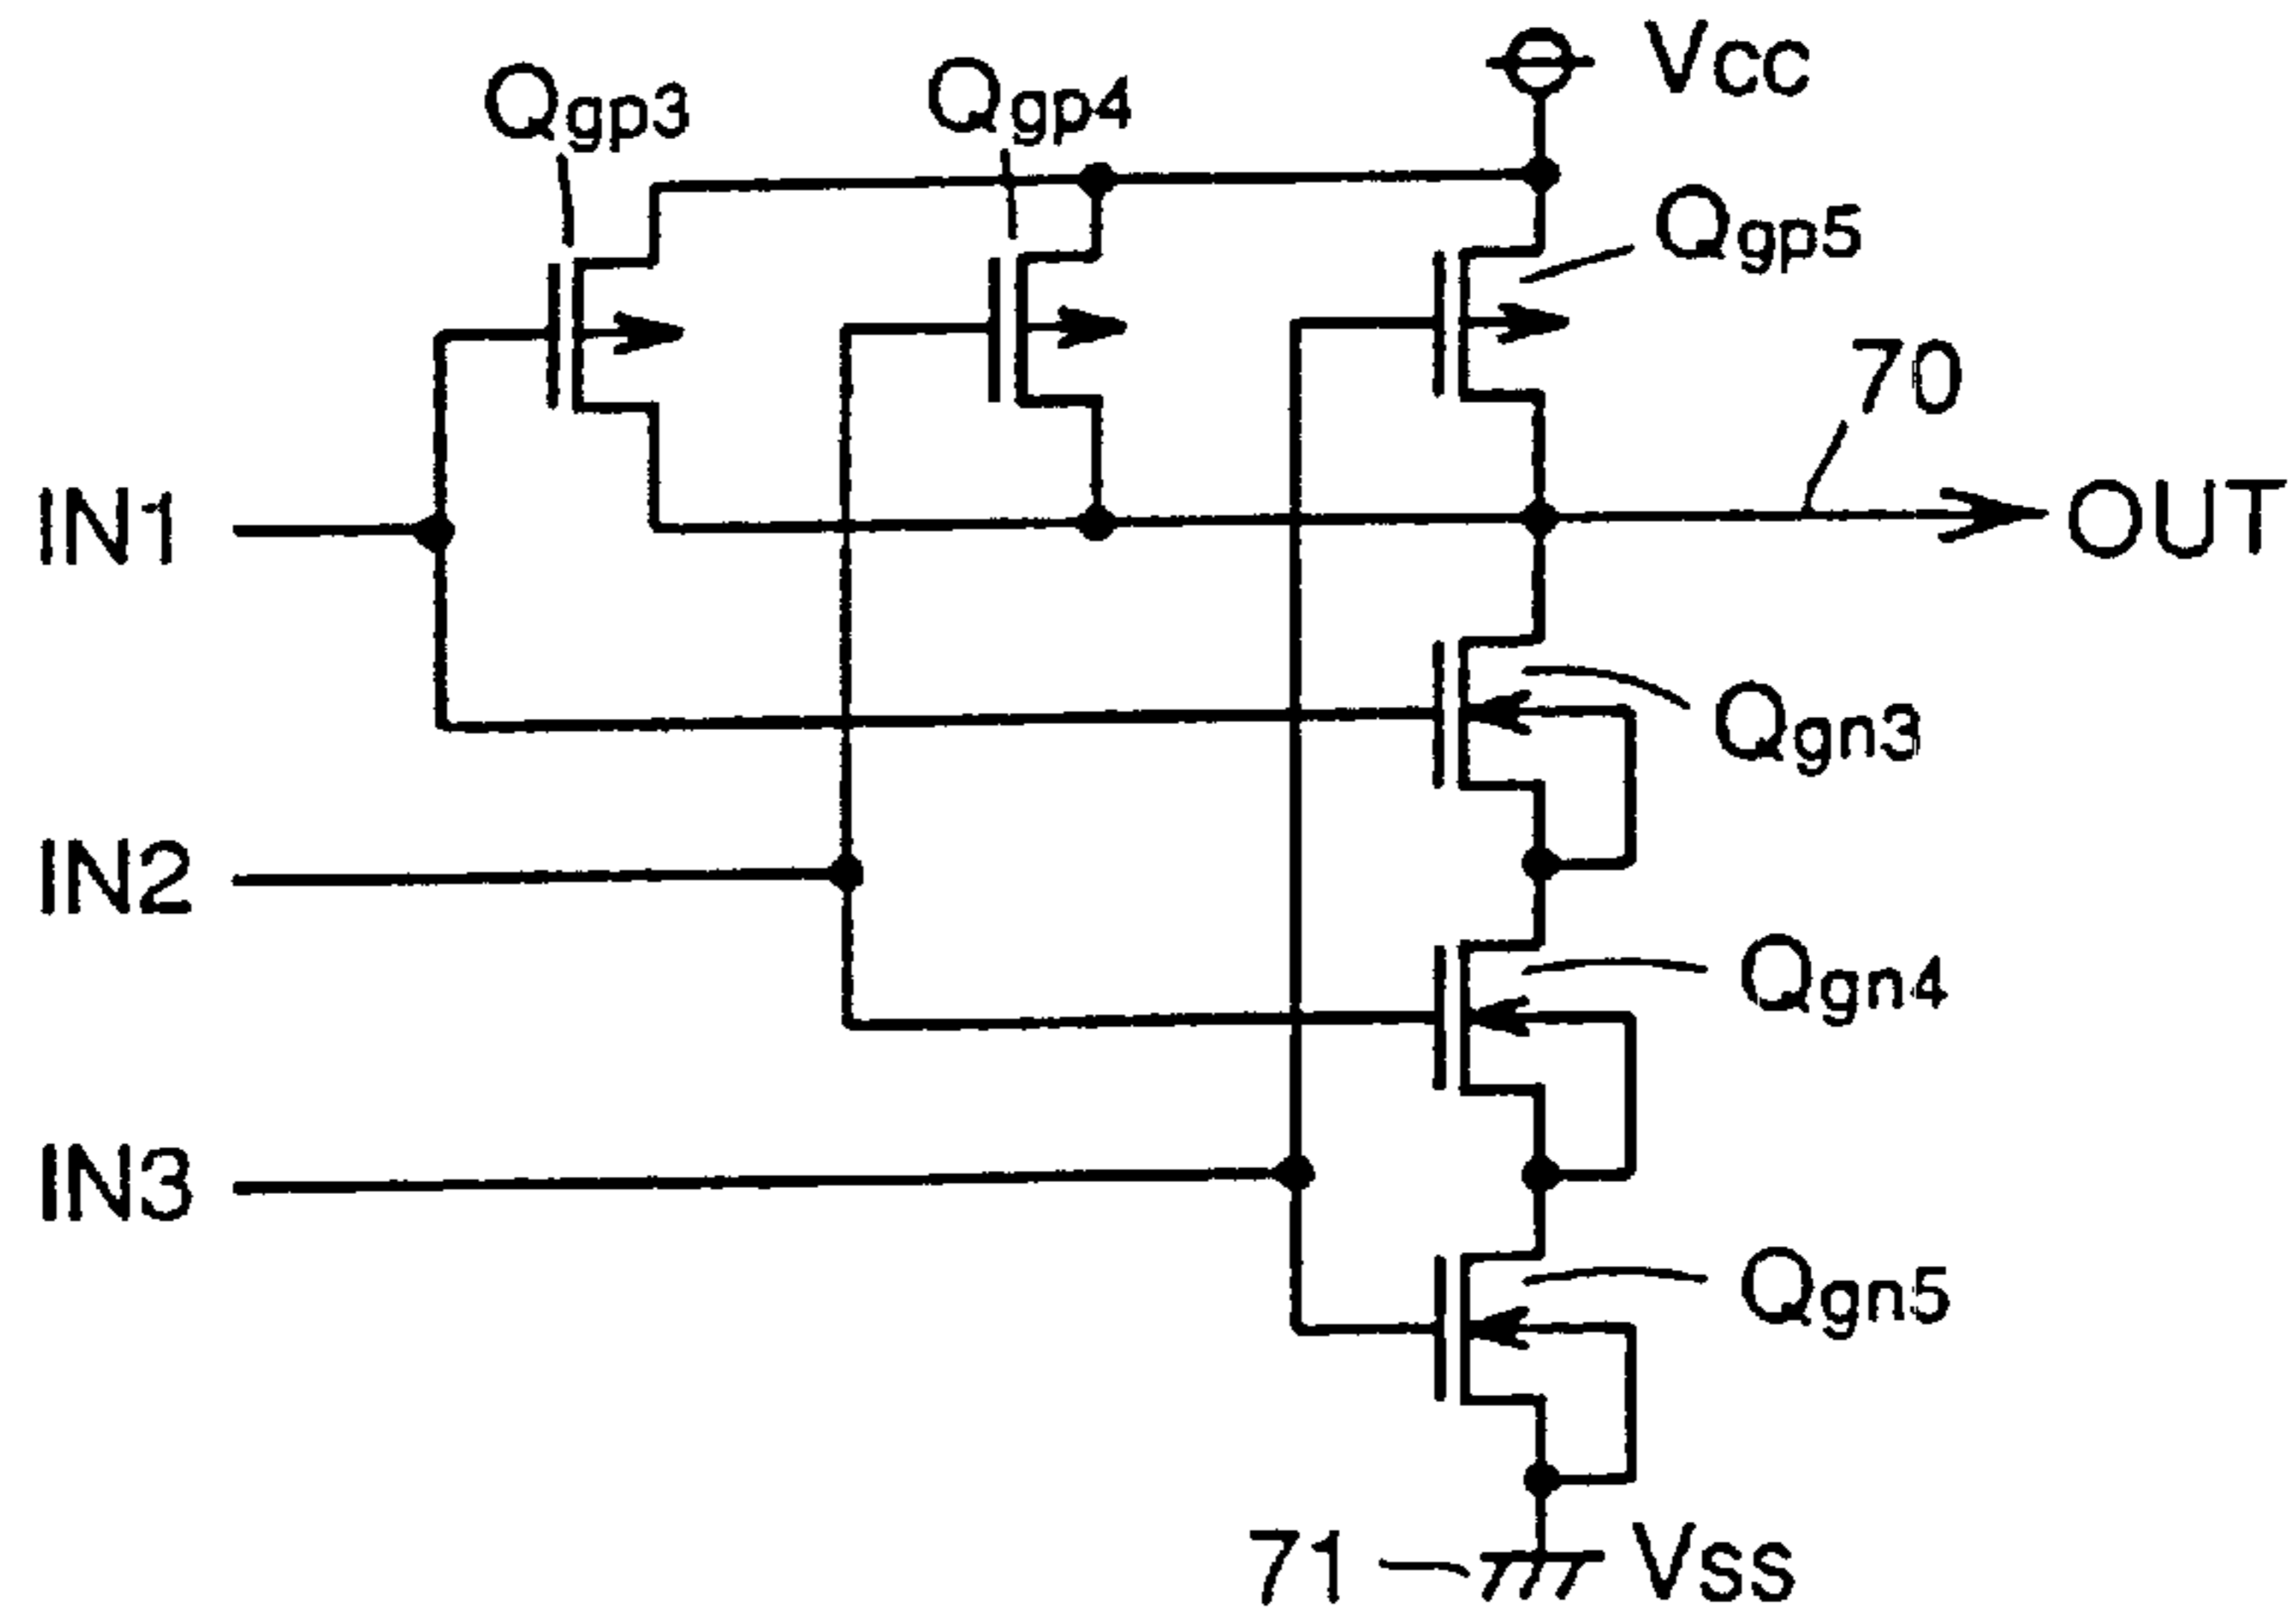 Qgp3
Qgp4
Vcc
Qgp5
70
IN1
OUT
Qgn3
IN2
Qgn4
IN3
Qgn5
71
Vss